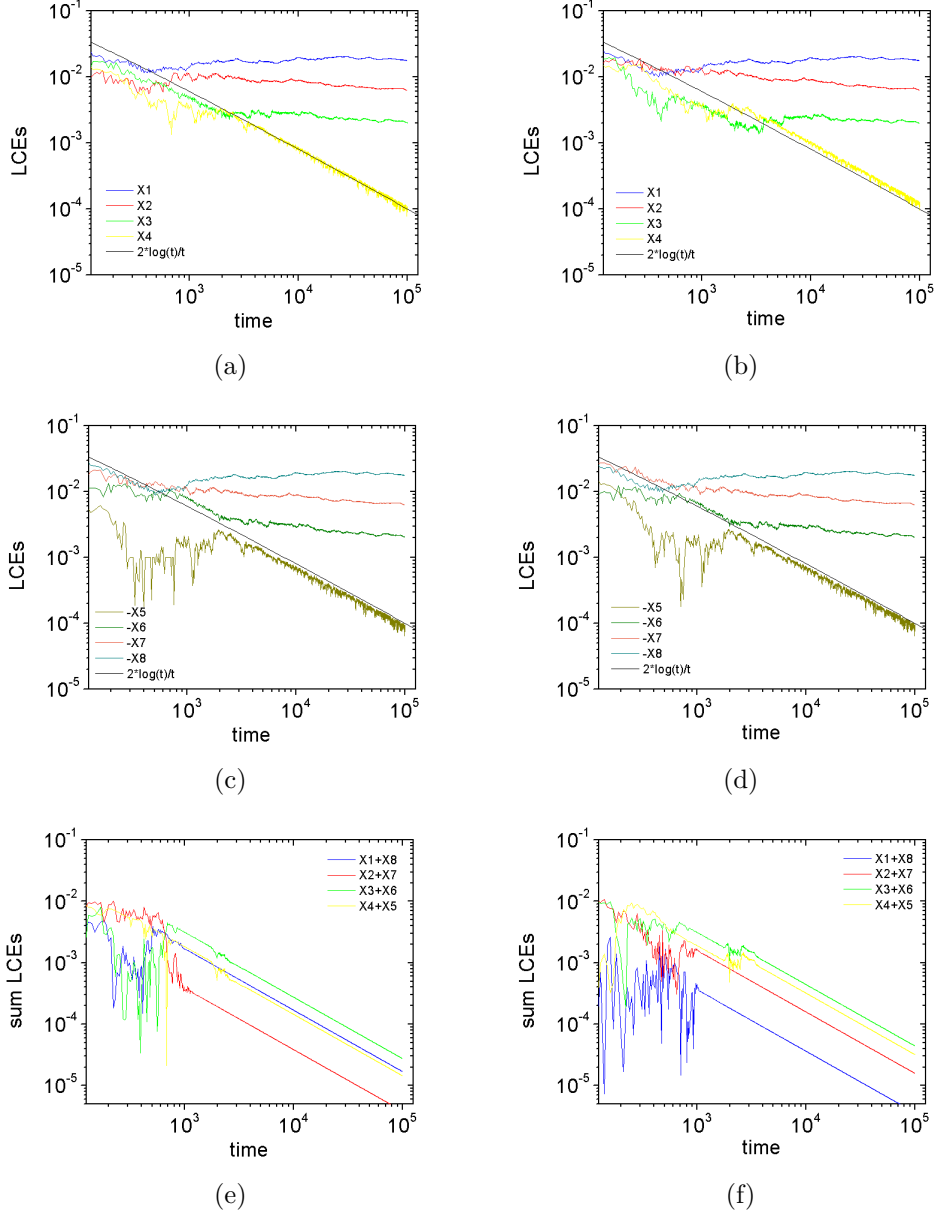 10^-1
10^-2
10^-3
10^-4
10^-5
LCEs
X1
X2
X3
X4
2*log(t)/t
10^3
10^4
10^5
time
(a)
10^-1
10^-2
10^-3
10^-4
10^-5
LCEs
X1
X2
X3
X4
2*log(t)/t
10^3
10^4
10^5
time
(b)
10^-1
10^-2
10^-3
10^-4
10^-5
LCEs
-X5
-X6
-X7
-X8
2*log(t)/t
10^3
10^4
10^5
time
(c)
10^-1
10^-2
10^-3
10^-4
10^-5
LCEs
-X5
-X6
-X7
-X8
2*log(t)/t
10^3
10^4
10^5
time
(d)
10^-1
10^-2
10^-3
10^-4
10^-5
sum LCEs
X1+X8
X2+X7
X3+X6
X4+X5
10^3
10^4
10^5
time
(e)
10^-1
10^-2
10^-3
10^-4
10^-5
sum LCEs
X1+X8
X2+X7
X3+X6
X4+X5
10^3
10^4
10^5
time
(f)